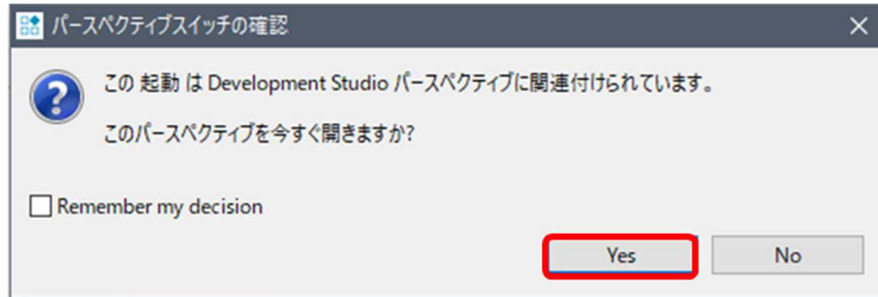 パースペクティブスイッチの確認
この 起動 は Development Studio パースペクティブに関連付けられています。
このパースペクティブを今すぐ開きますか?
Remember my decision
Yes
No